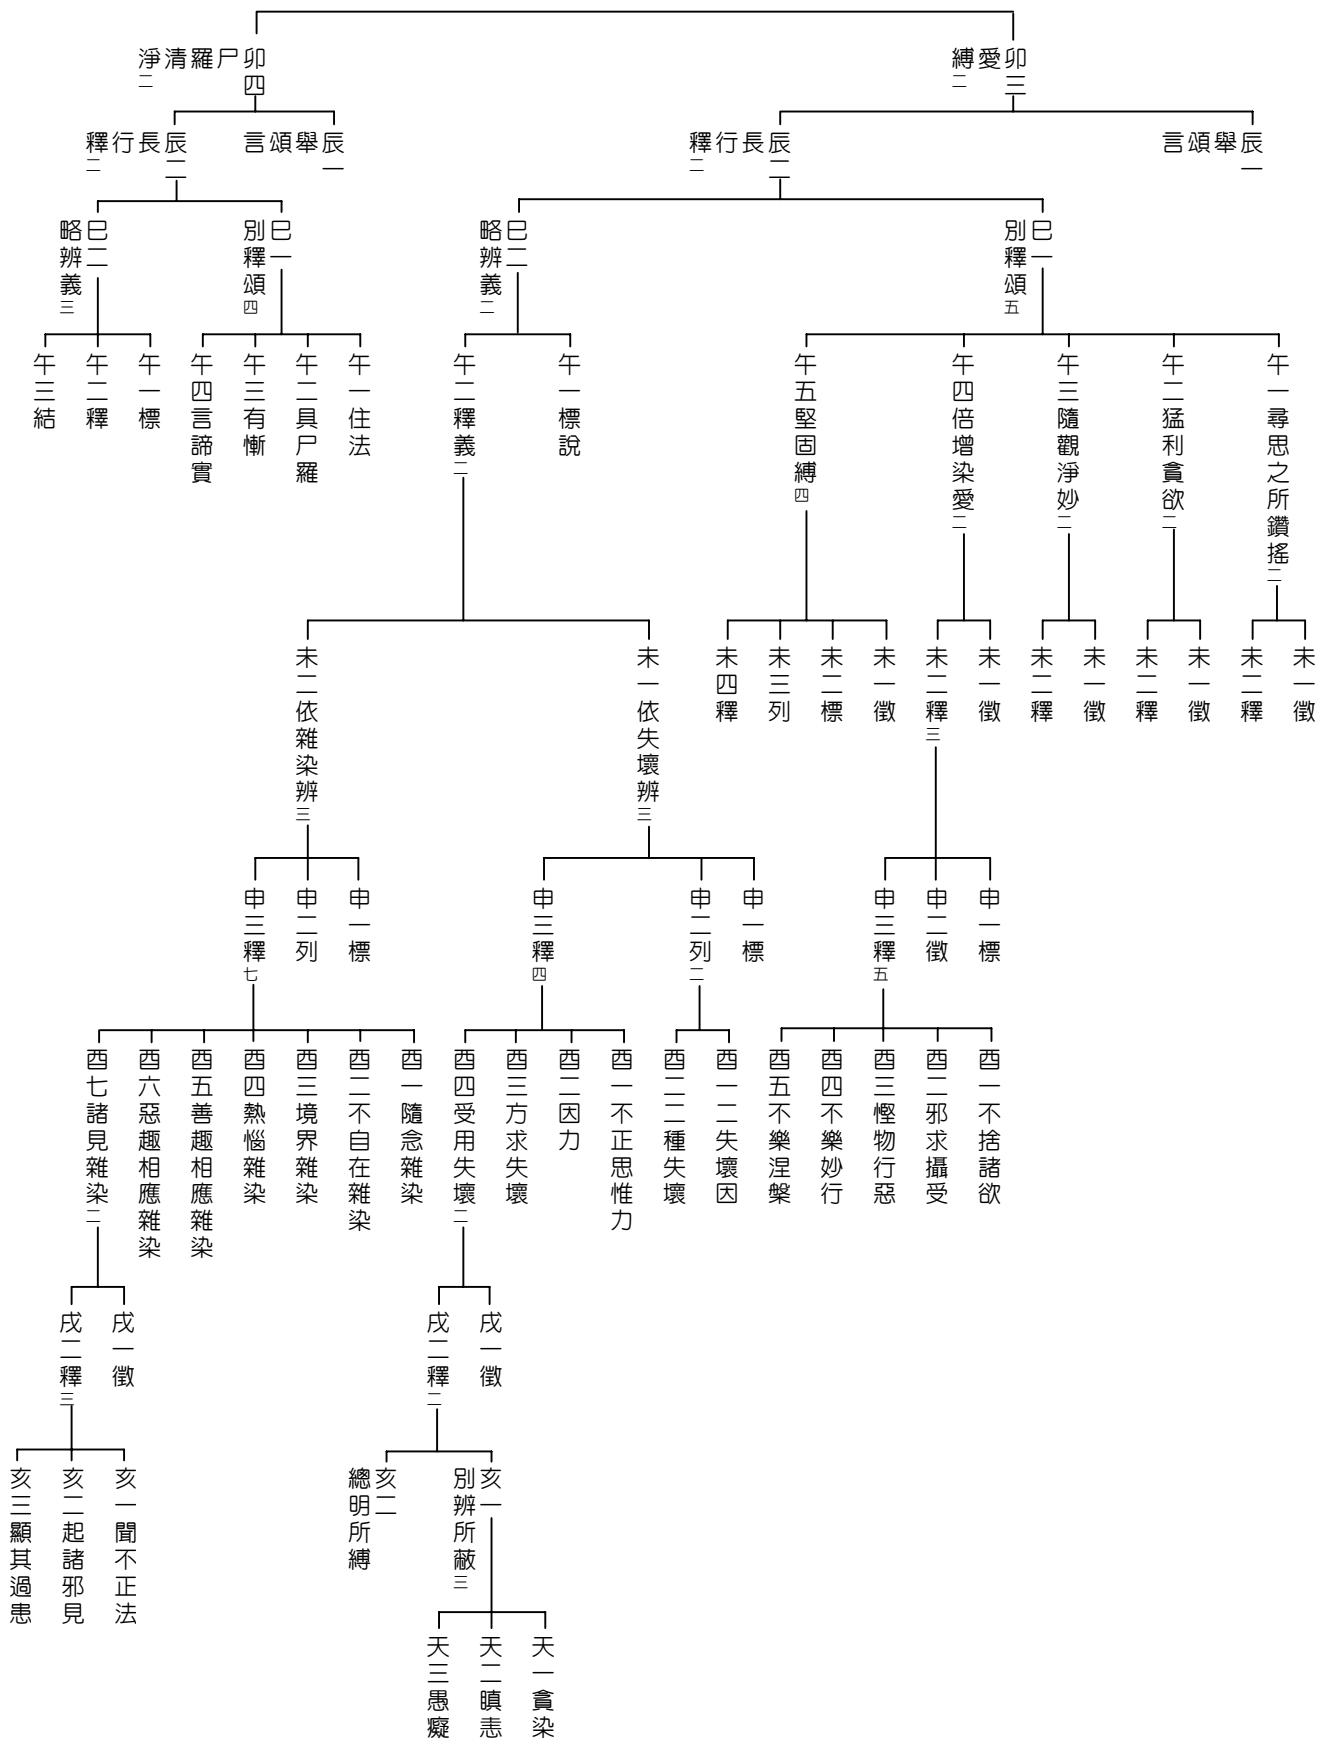 卯三愛縛二
卯四尸羅清淨二
辰一舉頌言
辰二長行釋二
辰一舉頌言
辰二長行釋二
巳一別釋頌五
巳二略辨義二
巳一別釋頌四
巳二略辨義三
午一尋思之所鑽搖二
午二猛利貪欲二
午三隨觀淨妙二
午四倍增染愛二
午五堅固縛四
午一標說
午二釋義二
午一住法
午二具尸羅
午三有慚
午四言諦實
午一標
午二釋
午三結
未一徵
未二釋
未一徵
未二釋
未一徵
未二釋
未一徵
未二釋三
未一徵
未二標
未三列
未四釋
未一依失壞辨三
未二依雜染辨三
申一標
申二徵
申三釋五
申一標
申二列二
申三釋四
申一標
申二列
申三釋七
酉一不捨諸欲
酉二邪求攝受
酉三慳物行惡
酉四不樂妙行
酉五不樂涅槃
酉一二失壞因
酉二二種失壞
酉一不正思惟力
酉二因力
酉三方求失壞
酉四受用失壞二
酉一隨念雜染
酉二不自在雜染
酉三境界雜染
酉四熱惱雜染
酉五善趣相應雜染
酉六惡趣相應雜染
酉七諸見雜染二
戌一徵
戌二釋二
戌一徵
戌二釋三
亥一別辨所蔽三
亥二總明所縛
亥一聞不正法
亥二起諸邪見
亥三顯其過患
天一貪染
天二瞋恚
天三愚癡